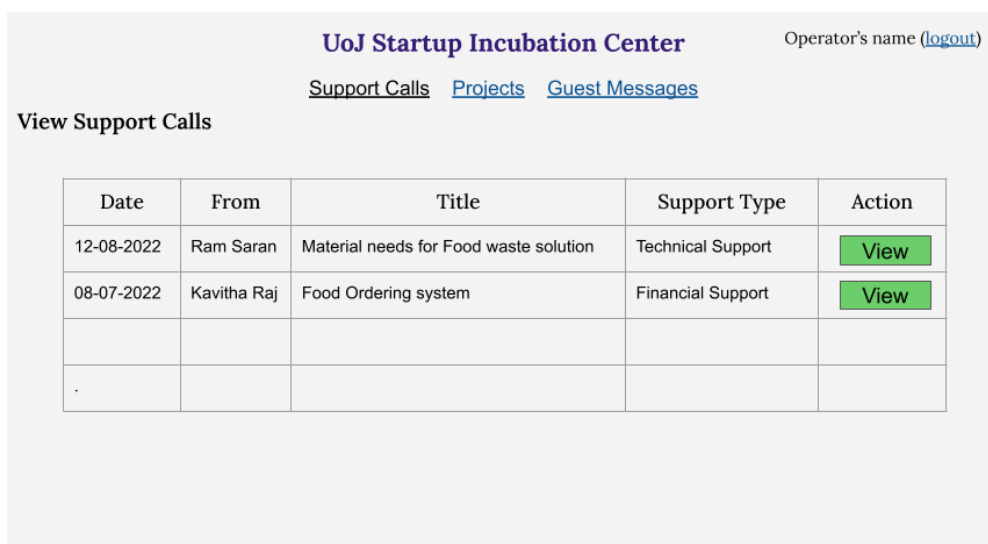 UoJ Startup Incubation Center
Operator's name (logout)
Support Calls Projects Guest Messages
View Support Calls
Date From Title Support Type Action
12-08-2022 Ram Saran Material needs for Food waste solution Technical Support View
08-07-2022 Kavitha Raj Food Ordering system Financial Support View
.